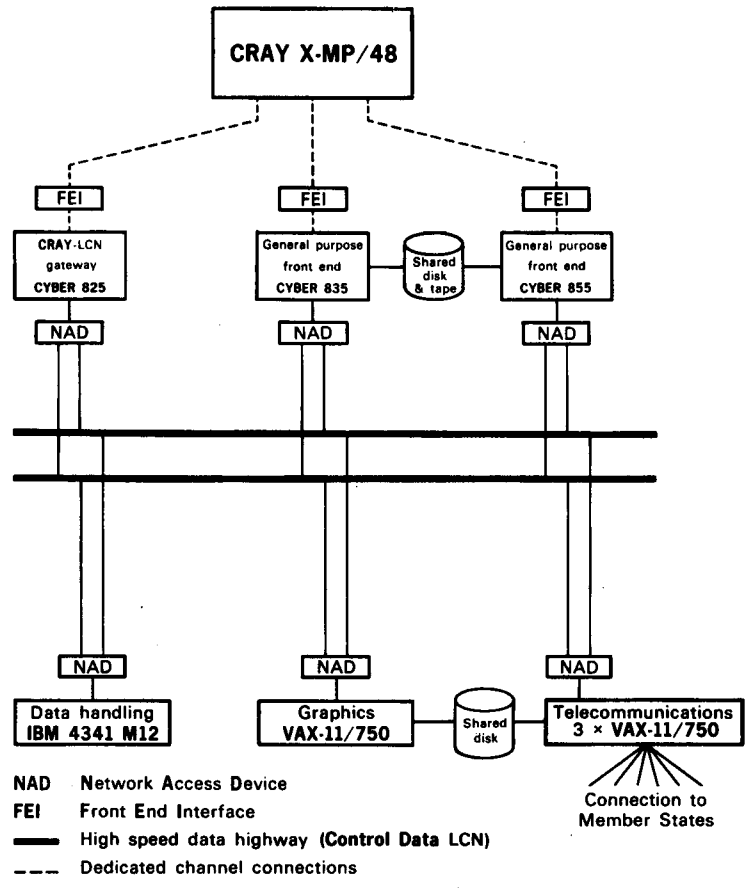 CRAY X-MP/48
FEI
FEI
FEI
CRAY-LCN
gateway
CYBER 825
General purpose
front end
CYBER 835
Shared
disk
& tape
General purpose
front end
CYBER 855
NAD
NAD
NAD
NAD
NAD
NAD
Data handling
IBM 4341 M12
Graphics
VAX-11/750
Shared
disk
Telecommunications
3 × VAX-11/750
Connection to
Member States
NAD Network Access Device
FEI Front End Interface
High speed data highway (Control Data LCN)
Dedicated channel connections